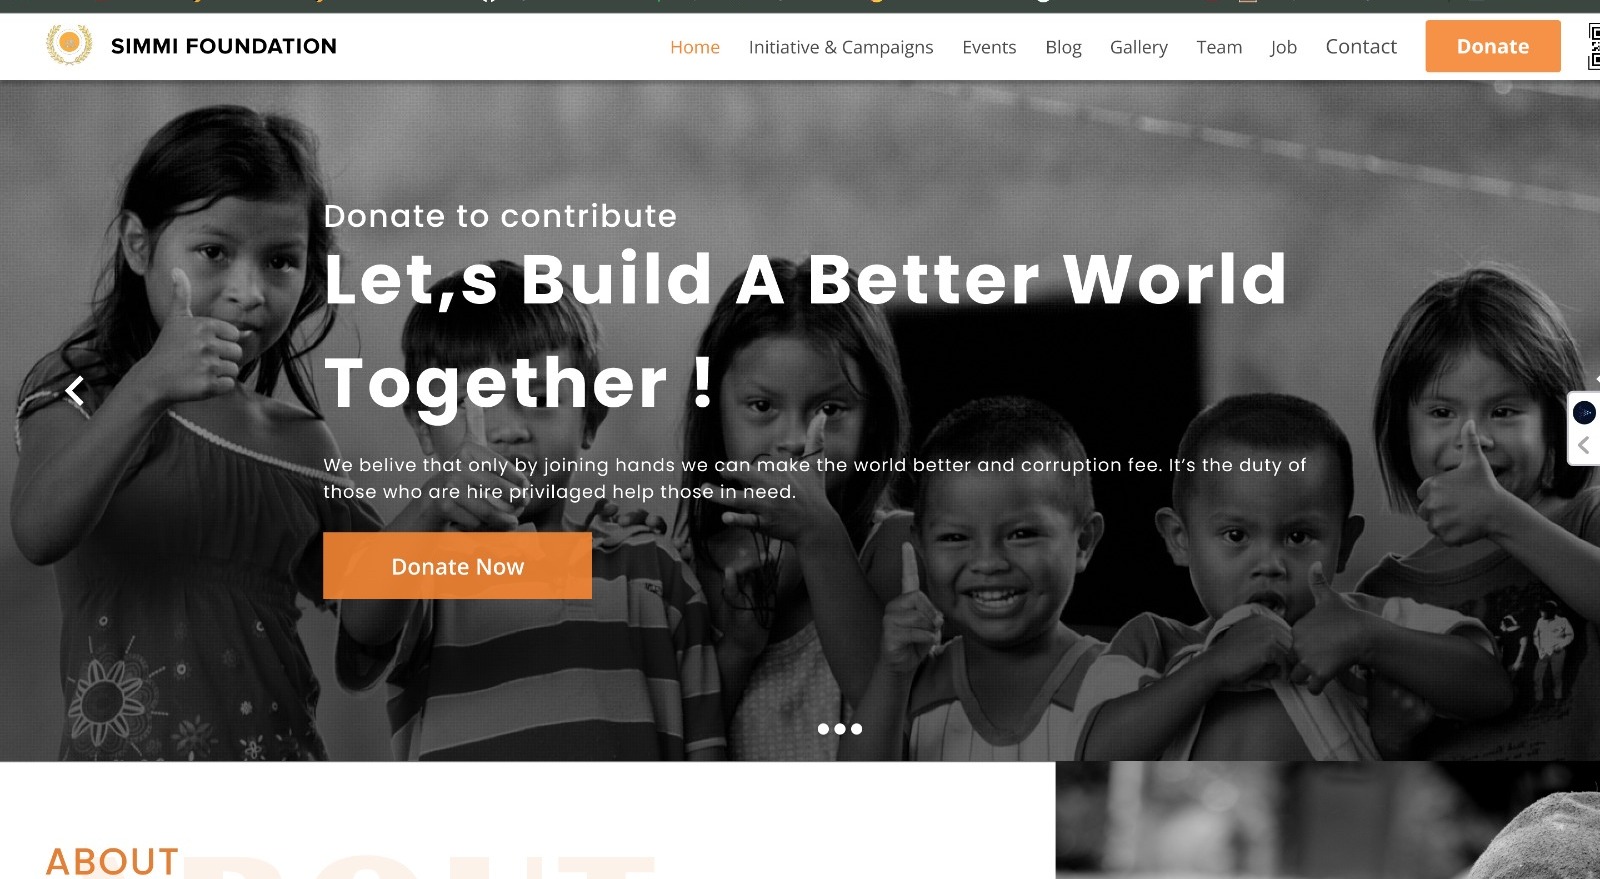 SIMMI FOUNDATION
Home Initiative & Campaigns Events Blog Gallery Team Job Contact Donate
Donate to contribute
Let,s Build A Better World
Together !
We belive that only by joining hands we can make the world better and corruption fee. It’s the duty of
those who are hire privilaged help those in need.
Donate Now
ABOUT